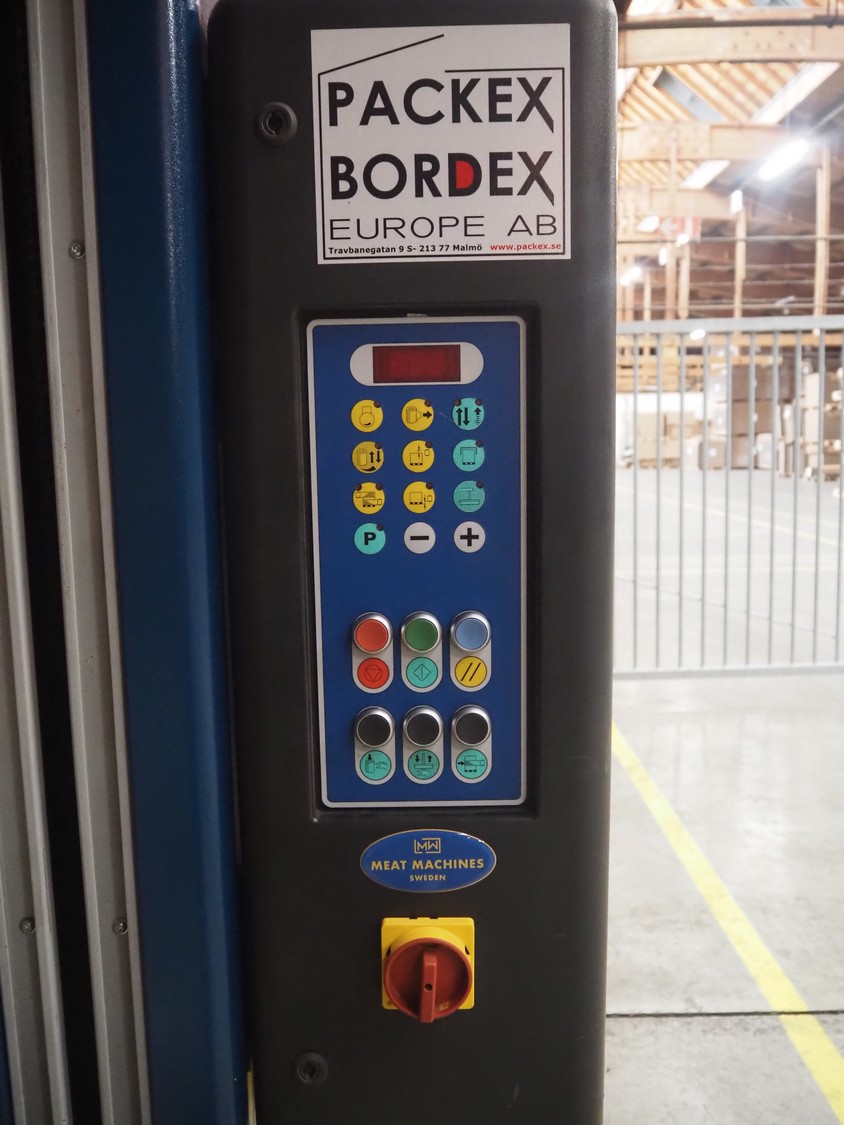 PACKEX
BORDEX
EUROPE AB
Travbanegatan 9 S- 213 77 Malmö www.packex.se
P
MW
MEAT MACHINES
SWEDEN